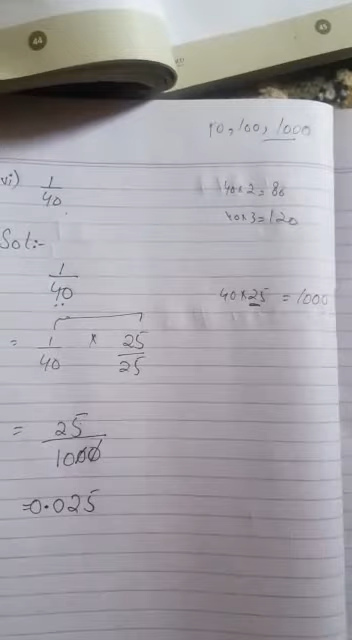 44
45
10, 100, 1000
vi) 1/40
40×2=80
40×3=120
Sol:-
1/40
40×25 = 1000
= 1/40 × 25/25
= 25/1000
=0.025